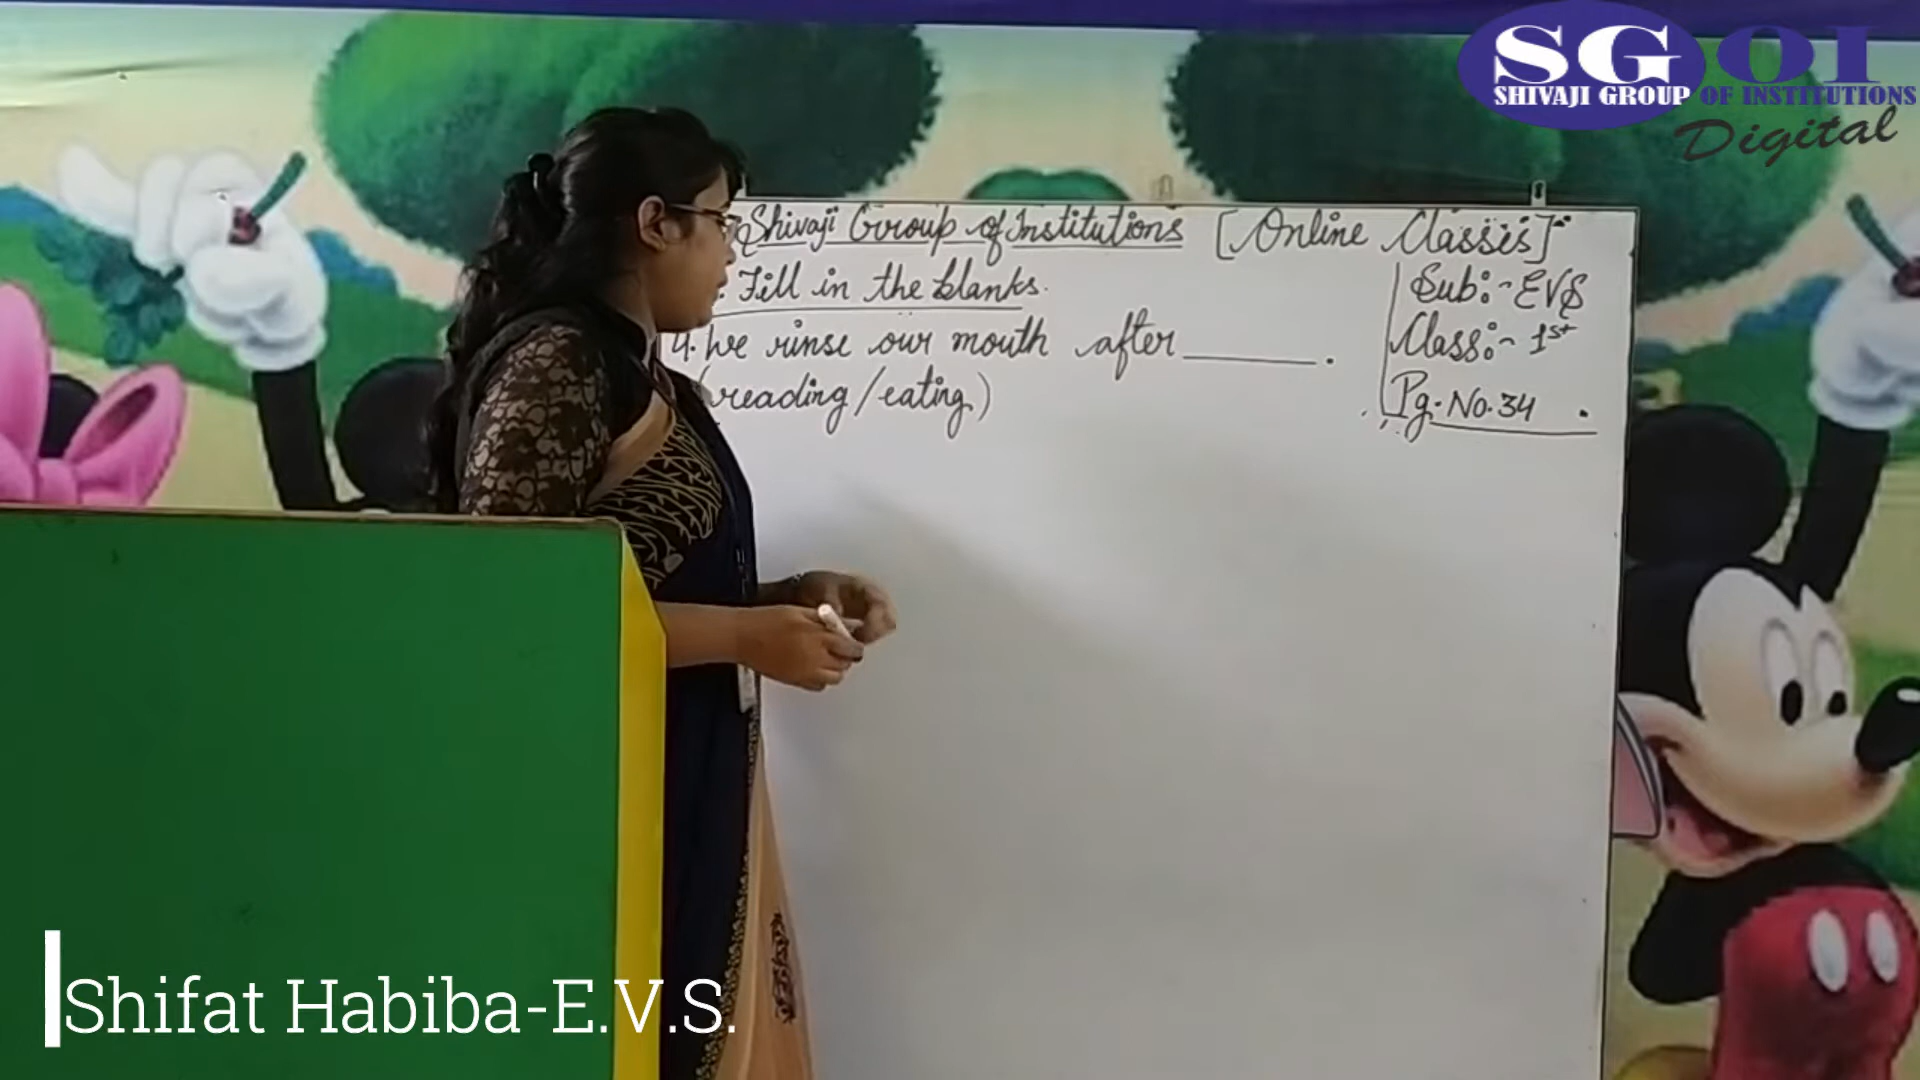 SGOI
SHIVAJI GROUP OF INSTITUTIONS
Digital
Shivaji Group of Institutions [Online Classes]
Fill in the blanks.
Sub:- EVS
4. We rinse our mouth after ______.
Class:- 1st
(reading/eating)
Pg. No. 34
Shifat Habiba-E.V.S.